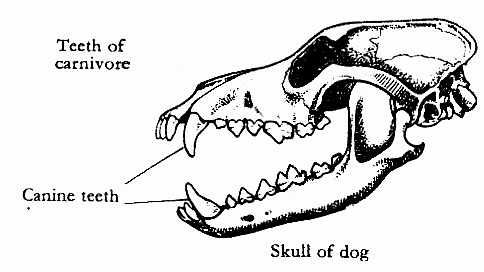 Teeth of
carnivore
Canine teeth
Skull of dog